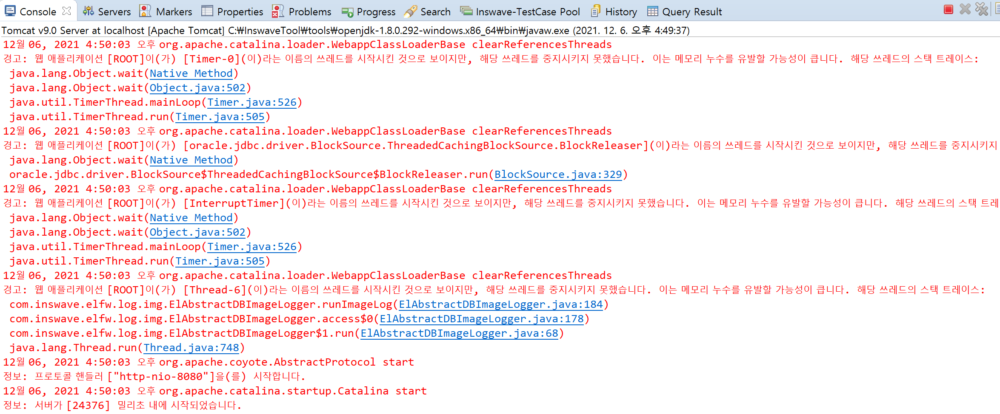 Console Servers Markers Properties Problems Progress Search Inswave-TestCase Pool History Query Result
Tomcat v9.0 Server at localhost [Apache Tomcat] C:₩InswaveTool₩tools₩openjdk-1.8.0.292-windows.x86_64₩bin₩javaw.exe (2021. 12. 6. 오후 4:49:37)
12월 06, 2021 4:50:03 오후 org.apache.catalina.loader.WebappClassLoaderBase clearReferencesThreads
경고: 웹 애플리케이션 [ROOT]이(가) [Timer-0](이)라는 이름의 쓰레드를 시작시킨 것으로 보이지만, 해당 쓰레드를 중지시키지 못했습니다. 이는 메모리 누수를 유발할 가능성이 큽니다. 해당 쓰레드의 스택 트레이스:
java.lang.Object.wait(Native Method)
java.lang.Object.wait(Object.java:502)
java.util.TimerThread.mainLoop(Timer.java:526)
java.util.TimerThread.run(Timer.java:505)
12월 06, 2021 4:50:03 오후 org.apache.catalina.loader.WebappClassLoaderBase clearReferencesThreads
경고: 웹 애플리케이션 [ROOT]이(가) [oracle.jdbc.driver.BlockSource.ThreadedCachingBlockSource.BlockReleaser](이)라는 이름의 쓰레드를 시작시킨 것으로 보이지만, 해당 쓰레드를 중지시키지
java.lang.Object.wait(Native Method)
oracle.jdbc.driver.BlockSource$ThreadedCachingBlockSource$BlockReleaser.run(BlockSource.java:329)
12월 06, 2021 4:50:03 오후 org.apache.catalina.loader.WebappClassLoaderBase clearReferencesThreads
경고: 웹 애플리케이션 [ROOT]이(가) [InterruptTimer](이)라는 이름의 쓰레드를 시작시킨 것으로 보이지만, 해당 쓰레드를 중지시키지 못했습니다. 이는 메모리 누수를 유발할 가능성이 큽니다. 해당 쓰레드의 스택 트레
java.lang.Object.wait(Native Method)
java.lang.Object.wait(Object.java:502)
java.util.TimerThread.mainLoop(Timer.java:526)
java.util.TimerThread.run(Timer.java:505)
12월 06, 2021 4:50:03 오후 org.apache.catalina.loader.WebappClassLoaderBase clearReferencesThreads
경고: 웹 애플리케이션 [ROOT]이(가) [Thread-6](이)라는 이름의 쓰레드를 시작시킨 것으로 보이지만, 해당 쓰레드를 중지시키지 못했습니다. 이는 메모리 누수를 유발할 가능성이 큽니다. 해당 쓰레드의 스택 트레이스:
com.inswave.elfw.log.img.ElAbstractDBImageLogger.runImageLog(ElAbstractDBImageLogger.java:184)
com.inswave.elfw.log.img.ElAbstractDBImageLogger.access$0(ElAbstractDBImageLogger.java:178)
com.inswave.elfw.log.img.ElAbstractDBImageLogger$1.run(ElAbstractDBImageLogger.java:68)
java.lang.Thread.run(Thread.java:748)
12월 06, 2021 4:50:03 오후 org.apache.coyote.AbstractProtocol start
정보: 프로토콜 핸들러 ["http-nio-8080"]을(를) 시작합니다.
12월 06, 2021 4:50:03 오후 org.apache.catalina.startup.Catalina start
정보: 서버가 [24376] 밀리초 내에 시작되었습니다.